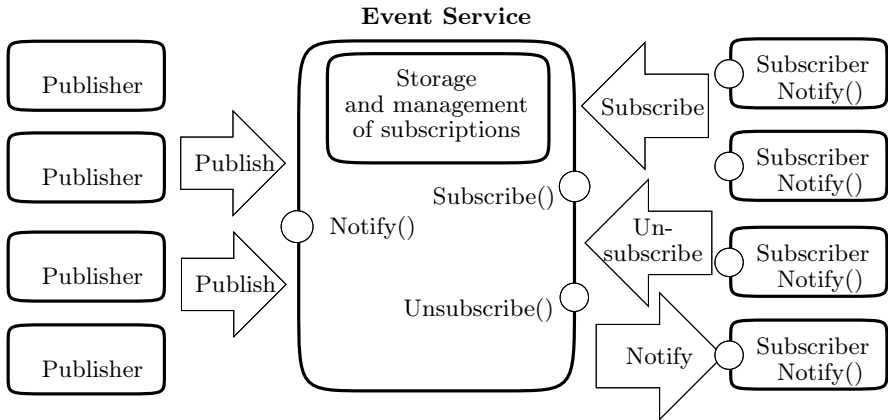 Event Service
Publisher
Publisher
Publisher
Publisher
Publish
Publish
Storage
and management
of subscriptions
Notify()
Subscribe()
Unsubscribe()
Subscribe
Un-
subscribe
Notify
Subscriber
Notify()
Subscriber
Notify()
Subscriber
Notify()
Subscriber
Notify()